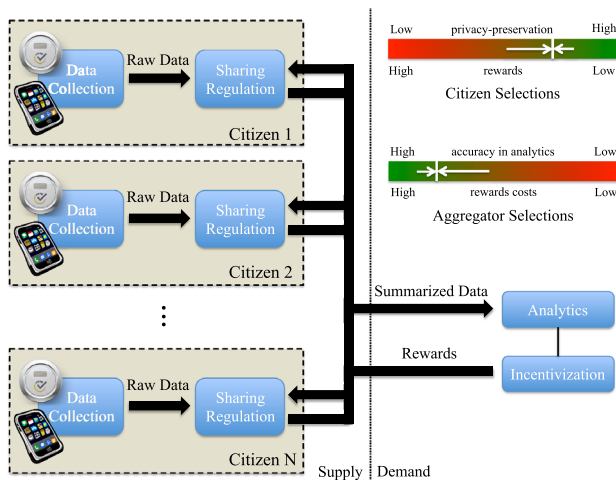 Data
Collection
Raw Data
Sharing
Regulation
Citizen 1
Data
Collection
Raw Data
Sharing
Regulation
Citizen 2
Data
Collection
Raw Data
Sharing
Regulation
Citizen N
Supply
Demand
Low
privacy-preservation
High
High
rewards
Low
Citizen Selections
High
accuracy in analytics
Low
High
rewards costs
Low
Aggregator Selections
Summarized Data
Analytics
Rewards
Incentivization